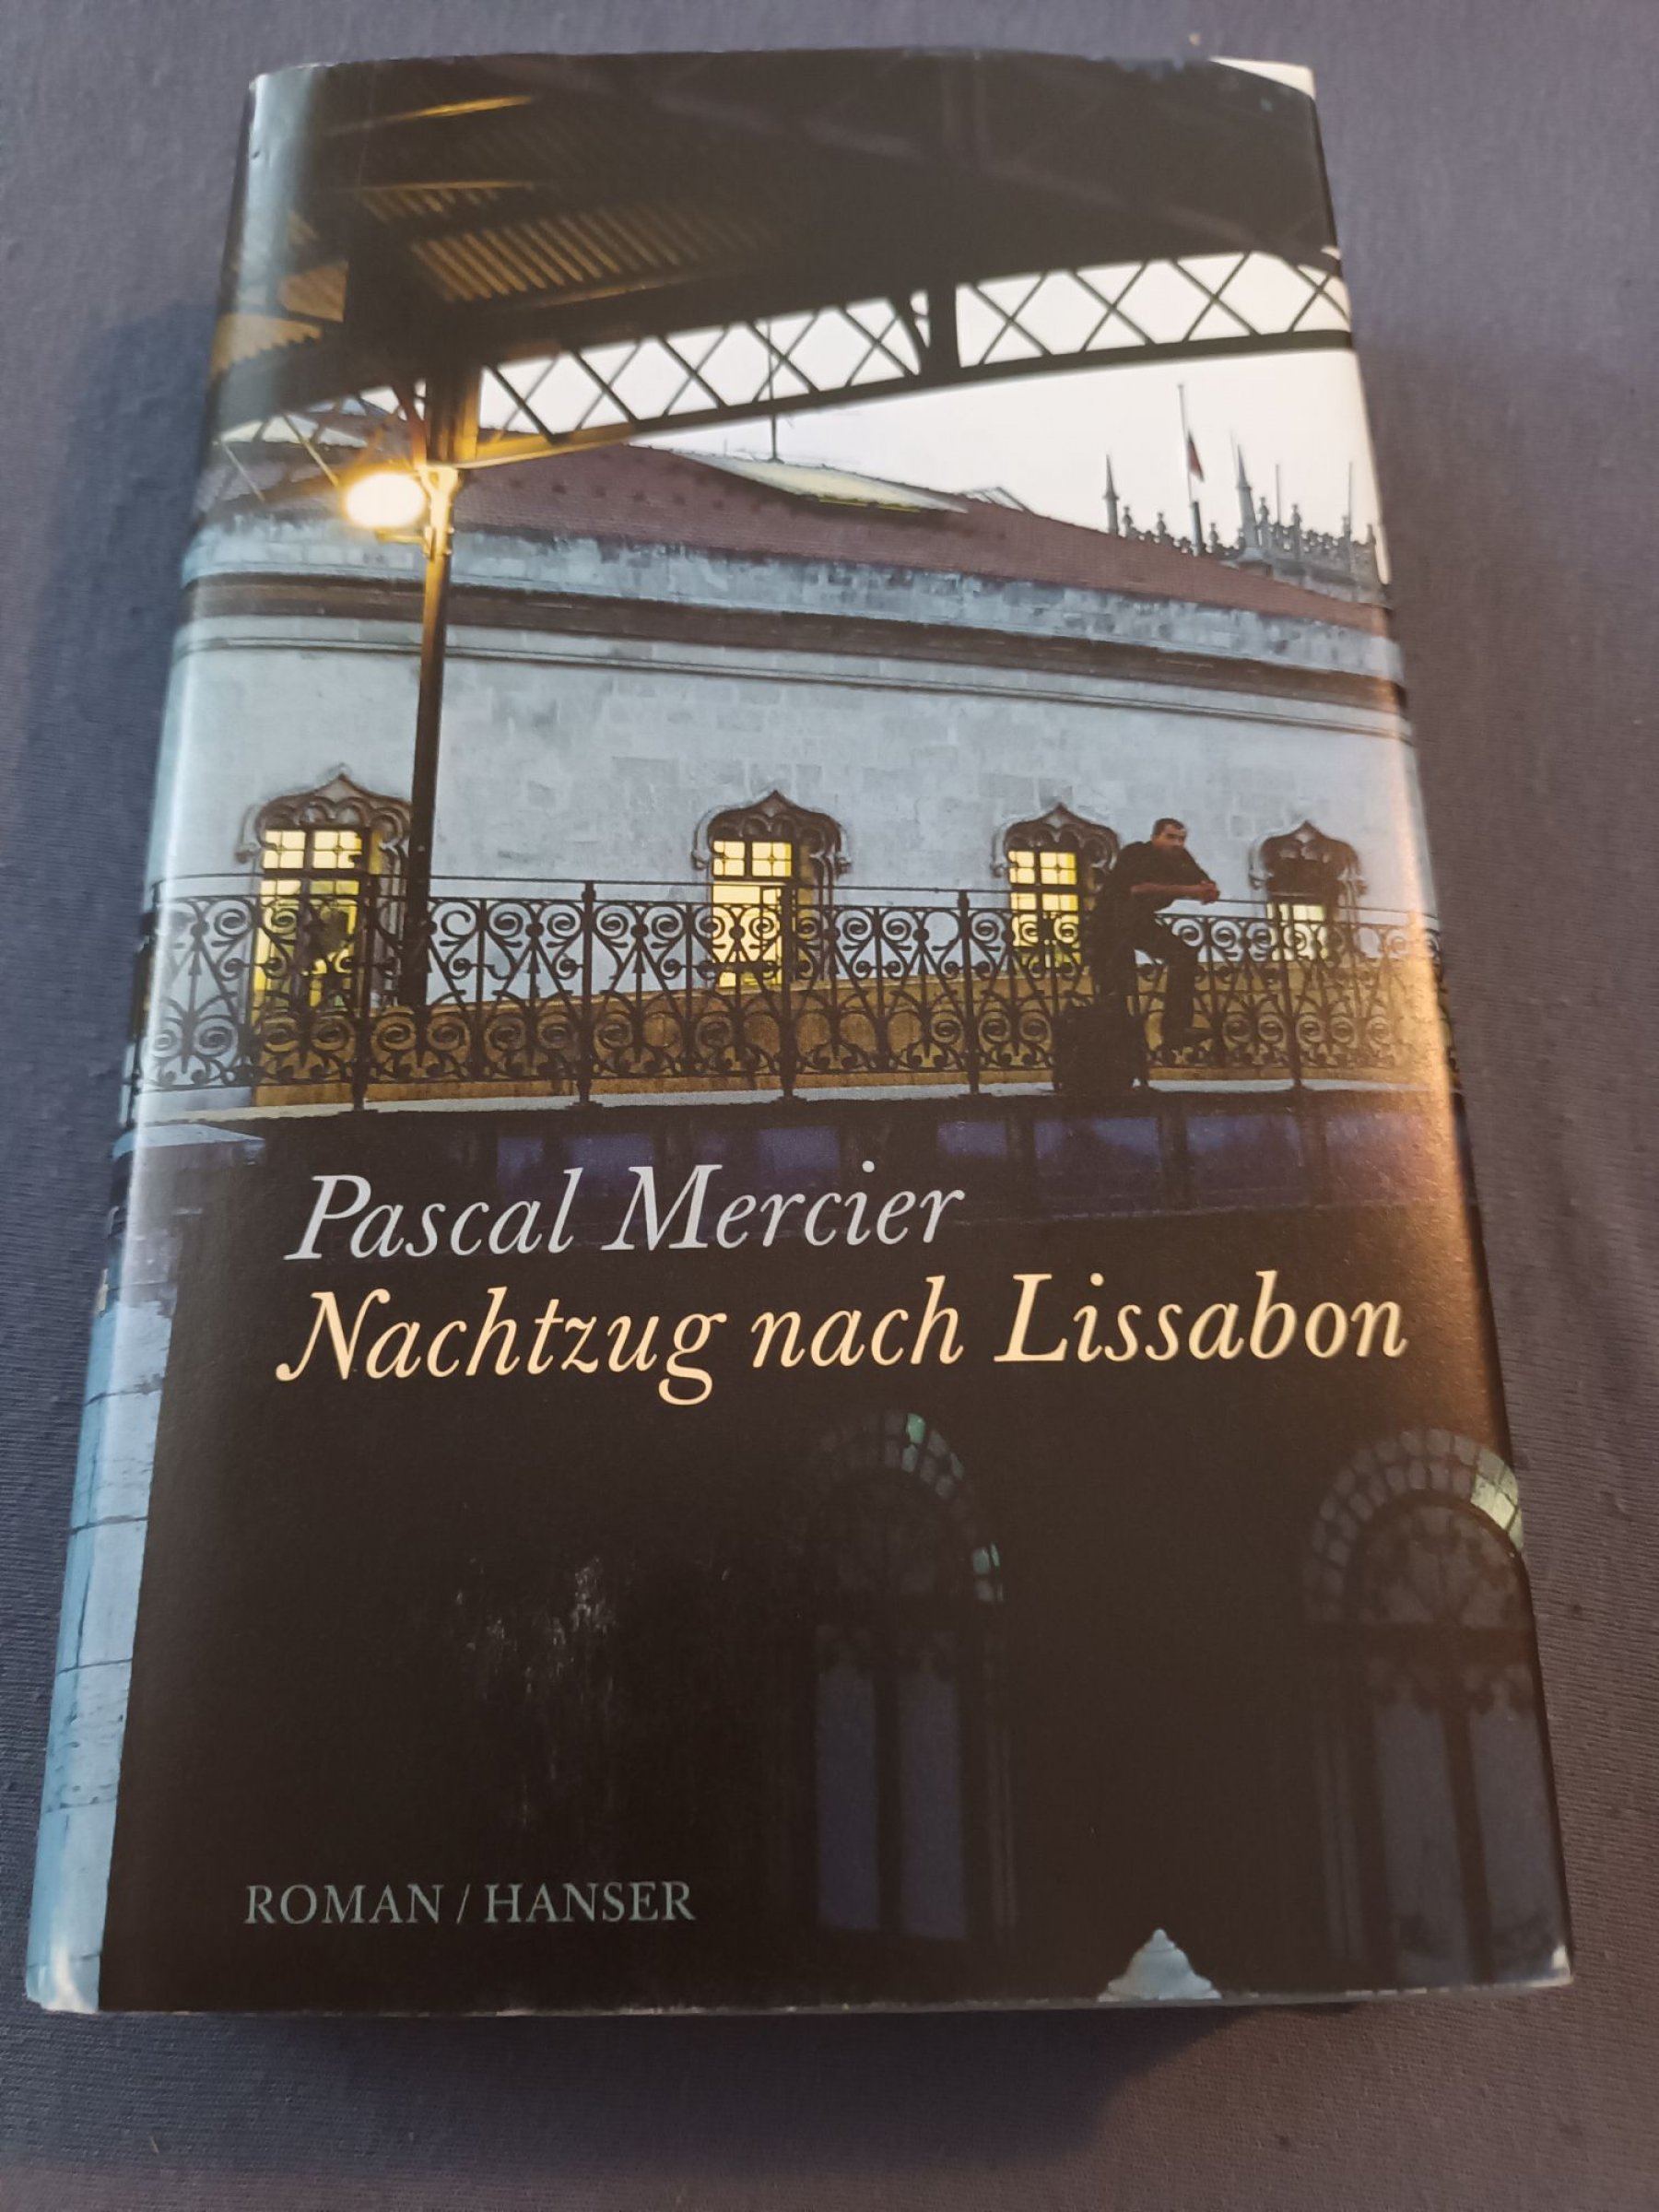 Pascal Mercier
Nachtzug nach Lissabon
ROMAN / HANSER